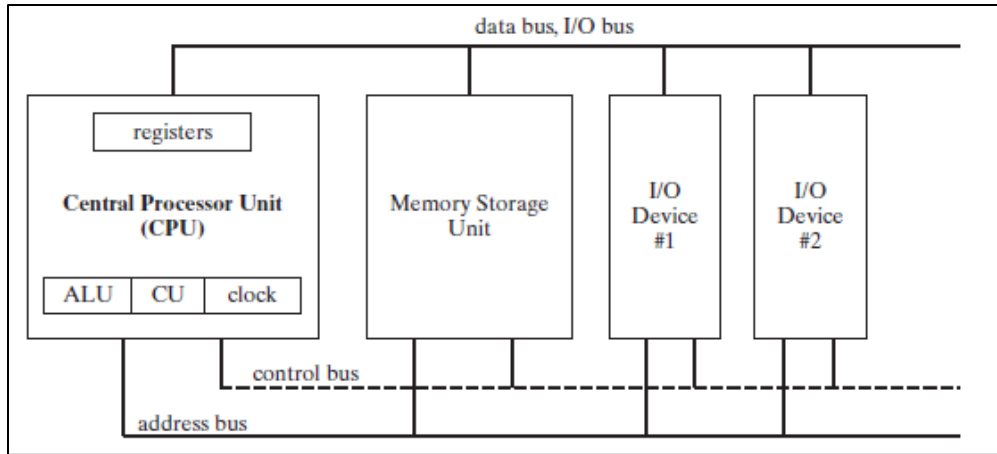 data bus, I/O bus
registers
Central Processor Unit
(CPU)
ALU
CU
clock
Memory Storage
Unit
I/O
Device
#1
I/O
Device
#2
control bus
address bus